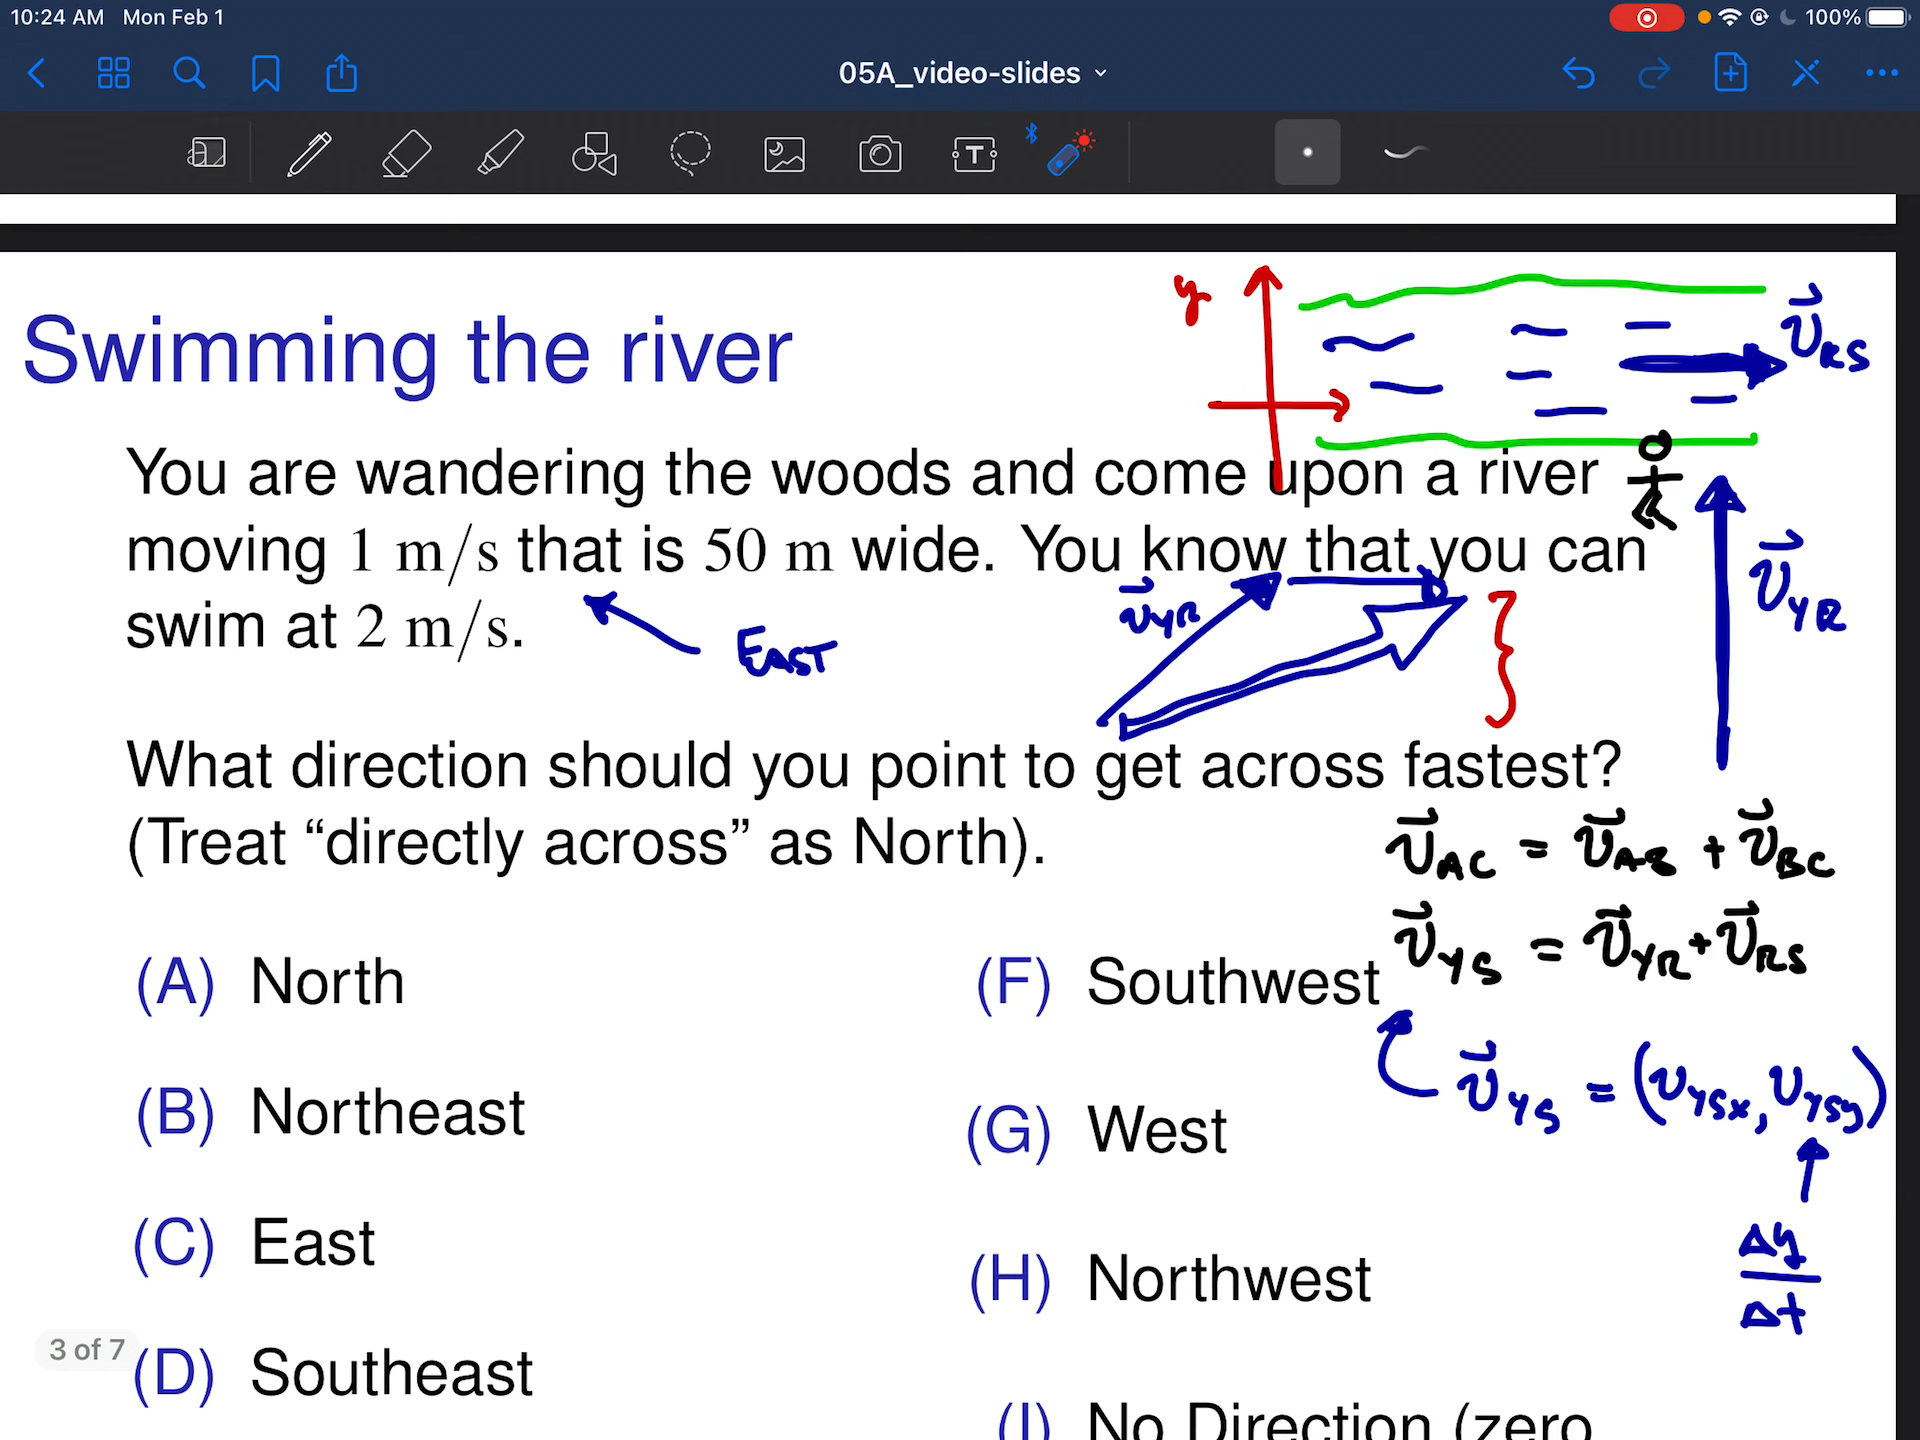 10:24 AM Mon Feb 1
100%
05A_video-slides
Swimming the river
y
v⃗RS
You are wandering the woods and come upon a river
moving 1 m/s that is 50 m wide. You know that you can
swim at 2 m/s.
EAST
v⃗YR
v⃗YR
What direction should you point to get across fastest?
(Treat “directly across” as North).
v⃗AC = v⃗AB + v⃗BC
v⃗YS = v⃗YR + v⃗RS
v⃗YS = (vYSx, vYSy)
Δy
Δt
(A) North
(B) Northeast
(C) East
(D) Southeast
(F) Southwest
(G) West
(H) Northwest
(I) No Direction (zero
3 of 7